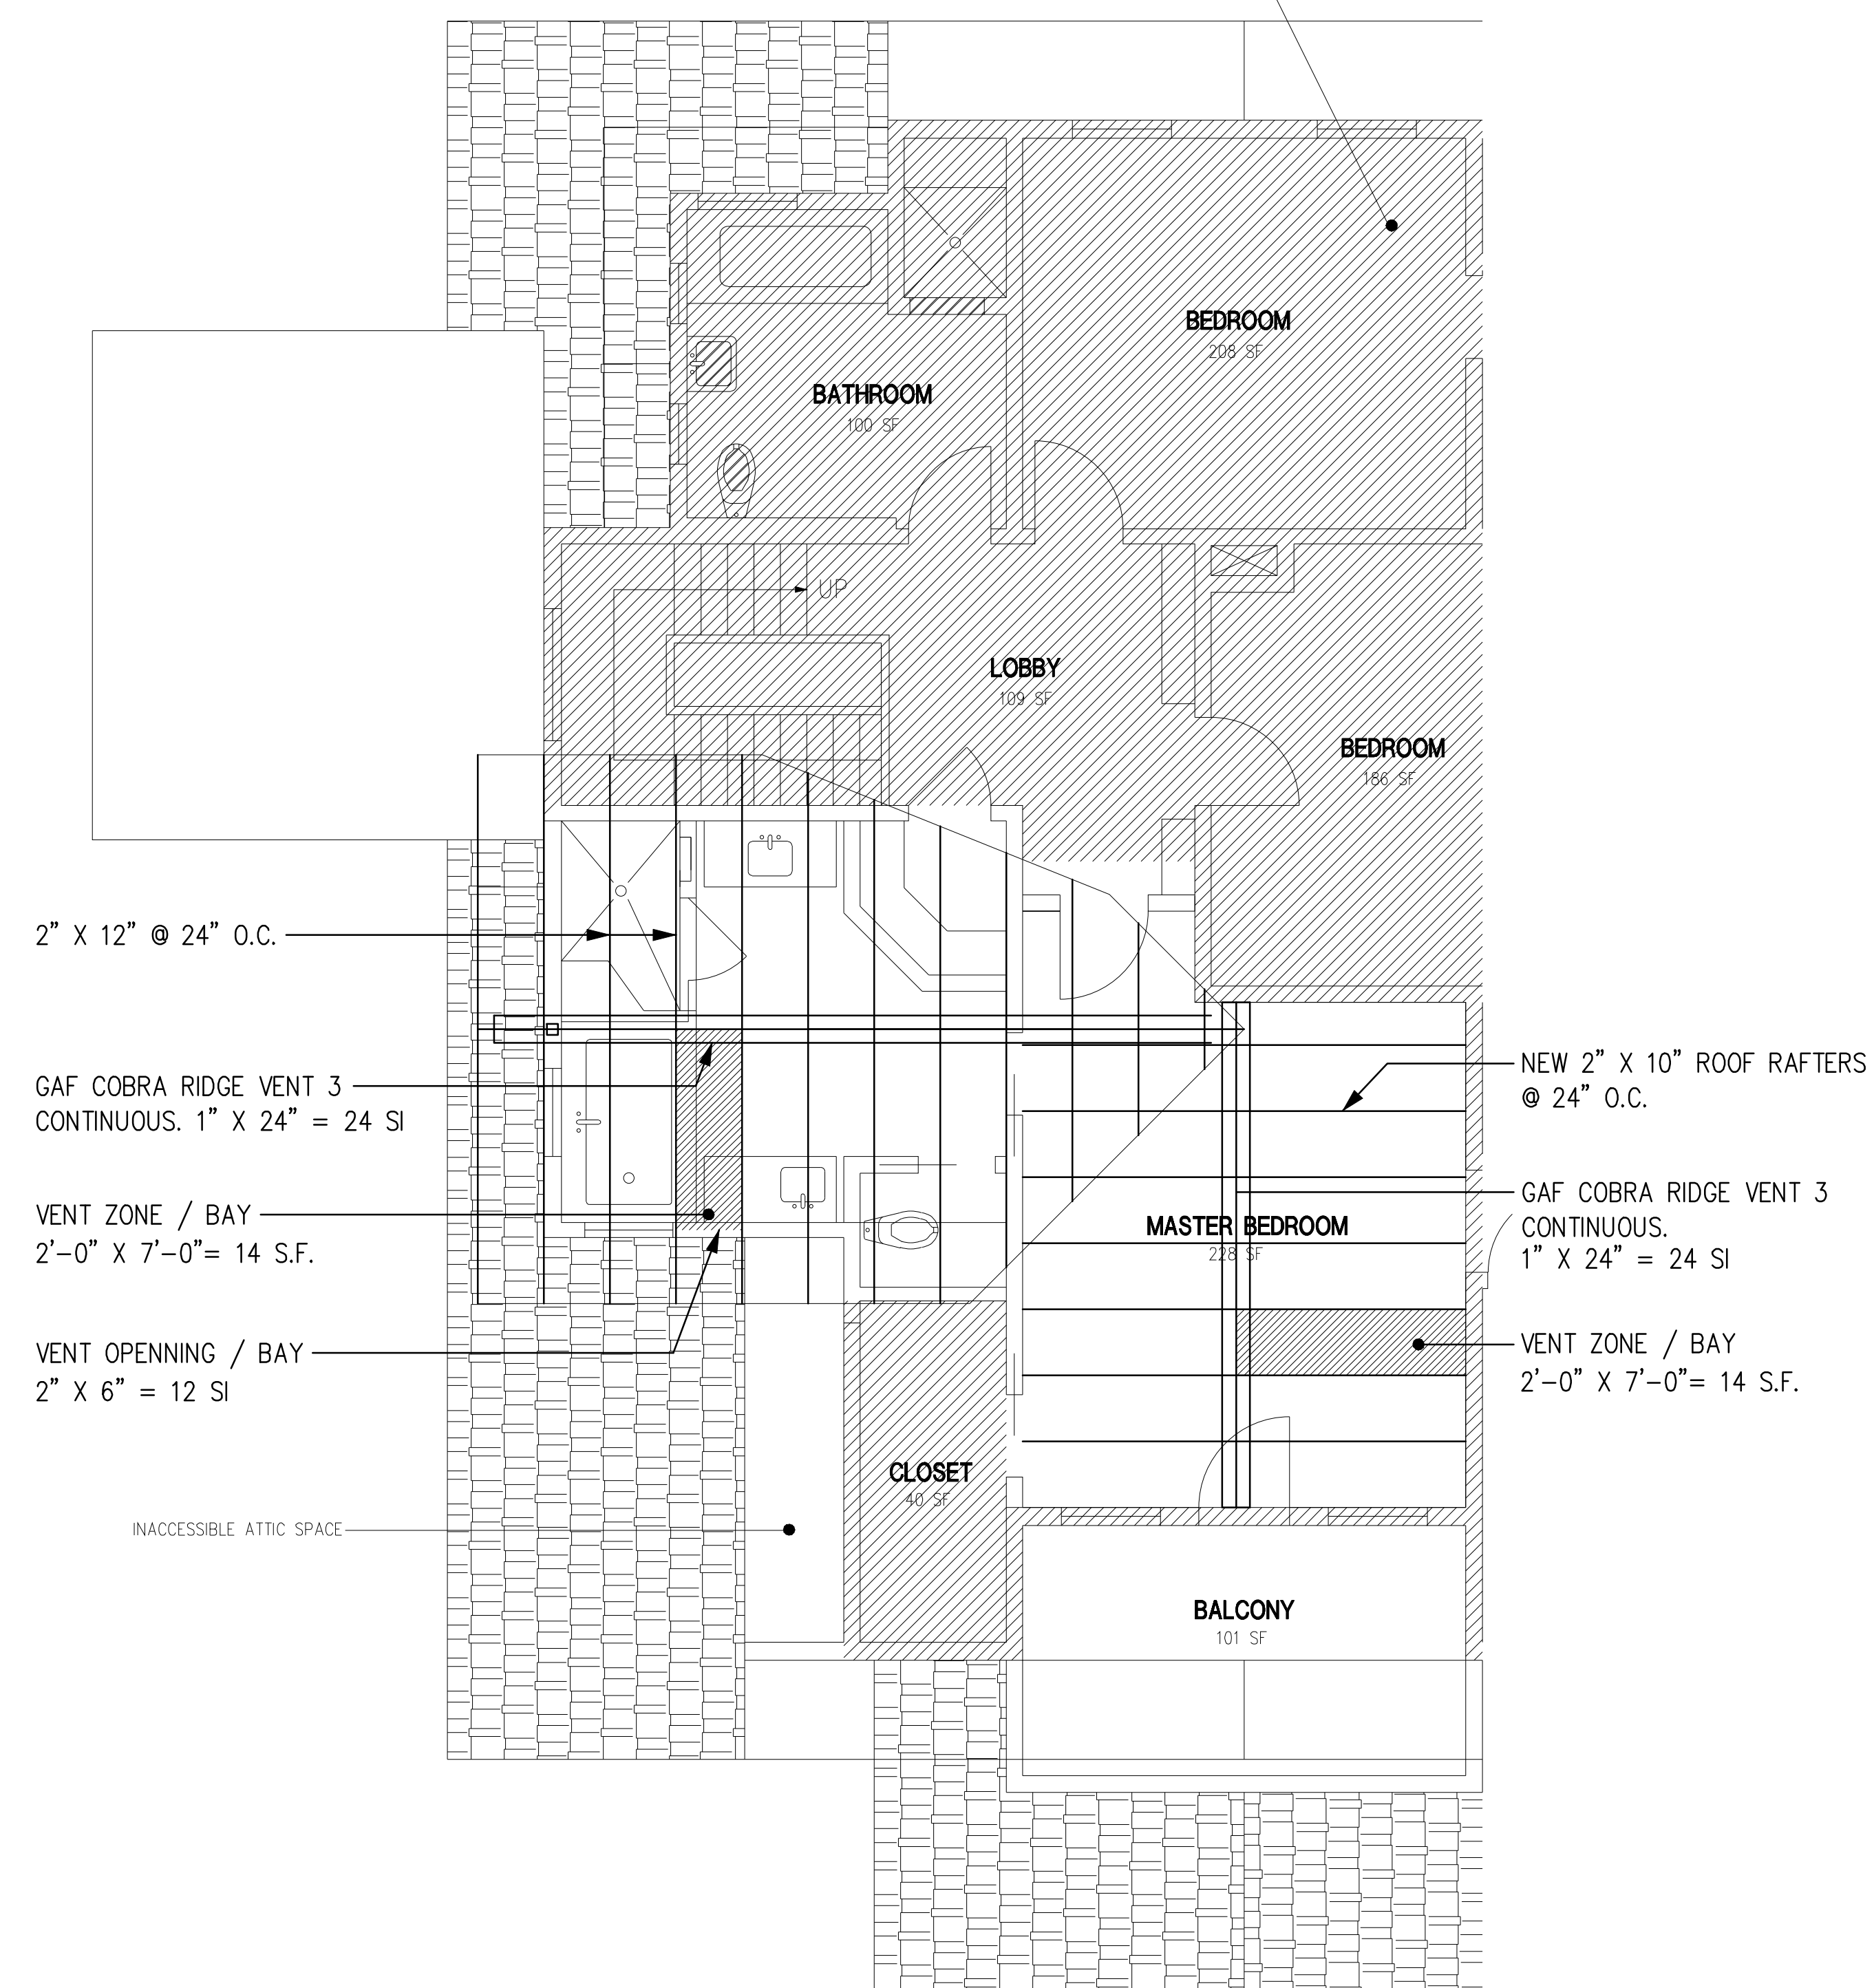 BEDROOM
208 SF
BATHROOM
100 SF
UP
LOBBY
109 SF
BEDROOM
186 SF
2” X 12” @ 24” O.C.
GAF COBRA RIDGE VENT 3
CONTINUOUS. 1” X 24” = 24 SI
VENT ZONE / BAY
2’-0” X 7’-0”= 14 S.F.
VENT OPENNING / BAY
2” X 6” = 12 SI
INACCESSIBLE ATTIC SPACE
NEW 2” X 10” ROOF RAFTERS
@ 24” O.C.
GAF COBRA RIDGE VENT 3
CONTINUOUS.
1” X 24” = 24 SI
VENT ZONE / BAY
2’-0” X 7’-0”= 14 S.F.
MASTER BEDROOM
228 SF
CLOSET
40 SF
BALCONY
101 SF